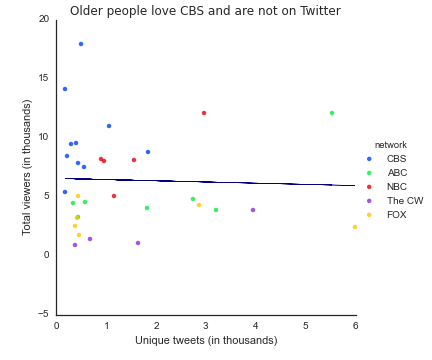 Older people love CBS and are not on Twitter
20
15
10
5
0
−5
Total viewers (in thousands)
0 1 2 3 4 5 6
Unique tweets (in thousands)
network
CBS
ABC
NBC
The CW
FOX